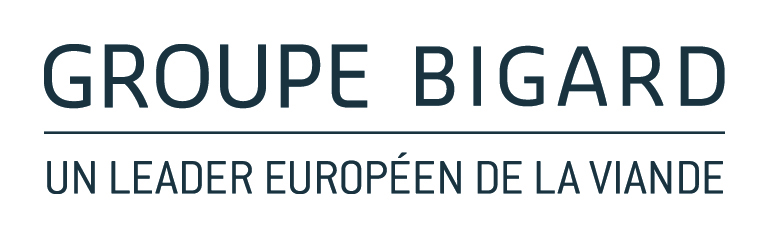 GROUPE BIGARD
UN LEADER EUROPÉEN DE LA VIANDE